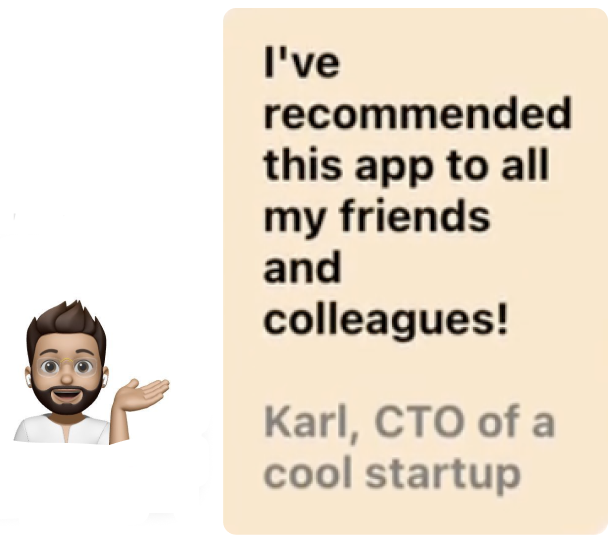 I've
recommended
this app to all
my friends
and
colleagues!
Karl, CTO of a
cool startup